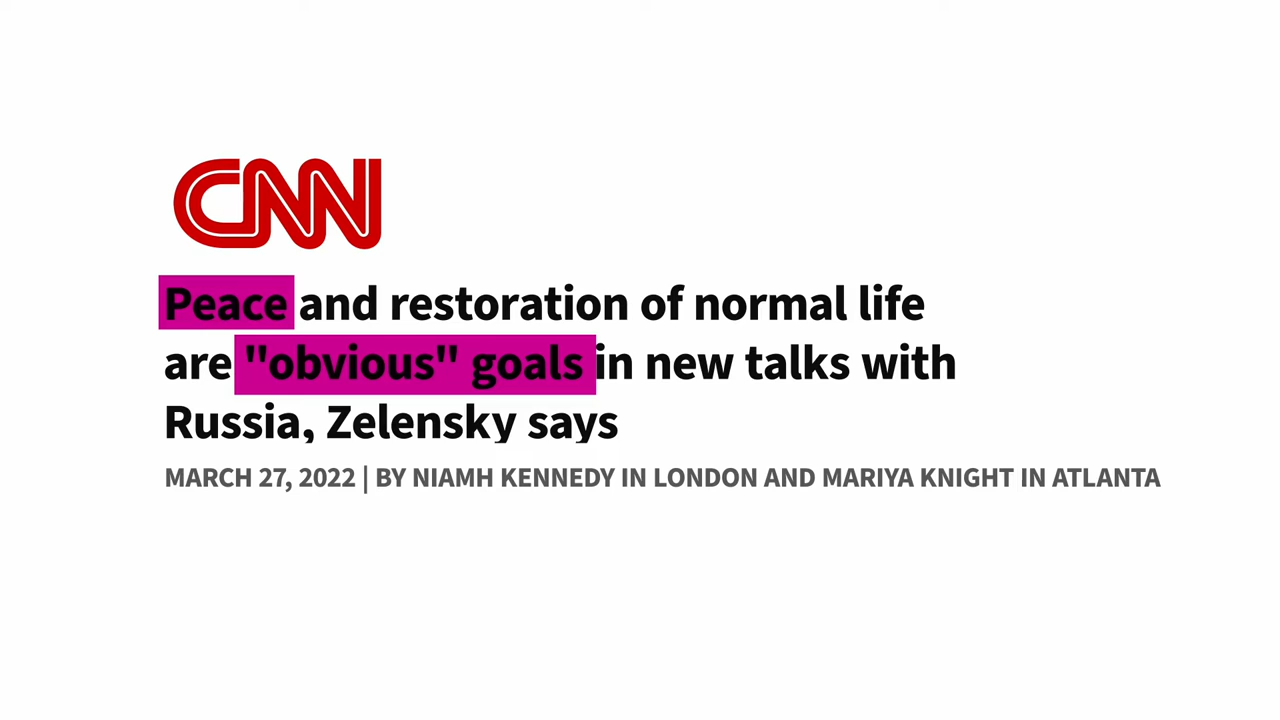 CNN
Peace and restoration of normal life
are "obvious" goals in new talks with
Russia, Zelensky says
MARCH 27, 2022 | BY NIAMH KENNEDY IN LONDON AND MARIYA KNIGHT IN ATLANTA